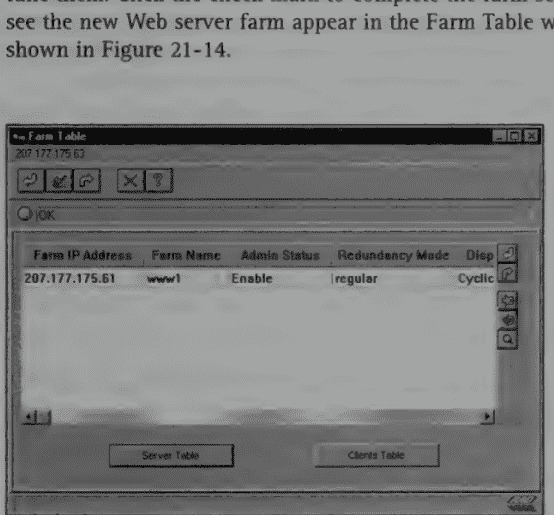 see the new Web server farm appear in the Farm Table w
shown in Figure 21-14.
Farm Table
207 177 175 63
OK
Farm IP Address Farm Name Admin Status Redundancy Mode Disp
207.177.175.61 www1 Enable regular Cyclic
Server Table
Clients Table